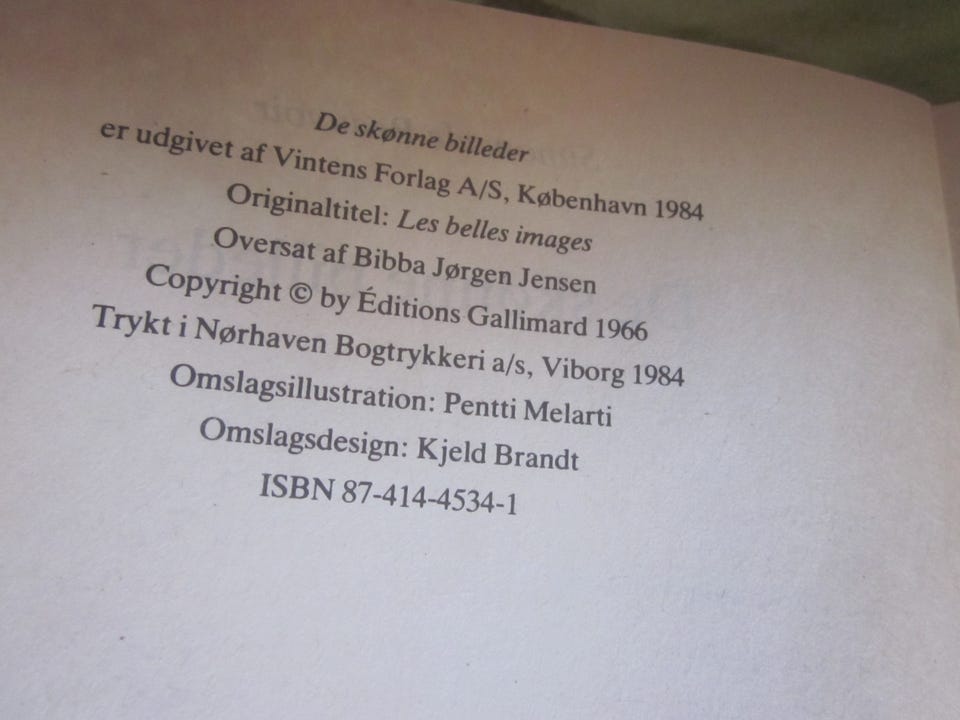 De skønne billeder
er udgivet af Vintens Forlag A/S, København 1984
Originaltitel: Les belles images
Oversat af Bibba Jørgen Jensen
Copyright © by Éditions Gallimard 1966
Trykt i Nørhaven Bogtrykkeri a/s, Viborg 1984
Omslagsillustration: Pentti Melarti
Omslagsdesign: Kjeld Brandt
ISBN 87-414-4534-1